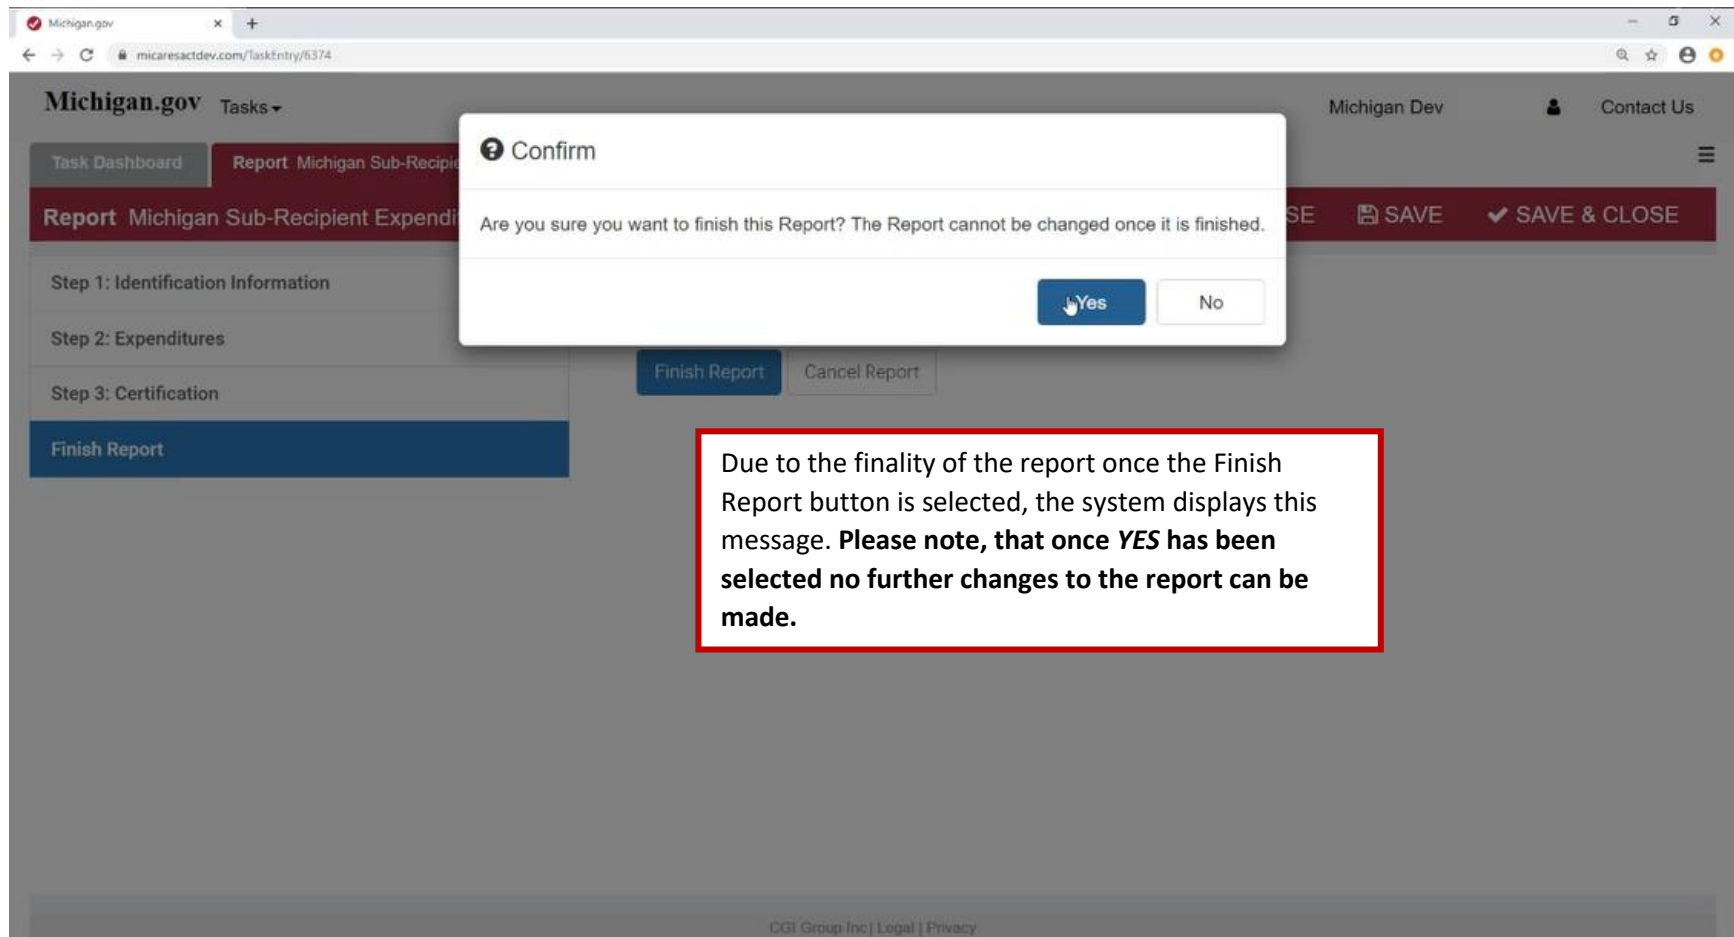 Michigan.gov
micaresactdev.com/TaskEntry/6374
Michigan.gov Tasks
Michigan Dev Contact Us
Task Dashboard Report Michigan Sub-Recipie
Report Michigan Sub-Recipient Expendi SE SAVE SAVE & CLOSE
Confirm
Are you sure you want to finish this Report? The Report cannot be changed once it is finished.
Yes No
Step 1: Identification Information
Step 2: Expenditures
Step 3: Certification
Finish Report
Finish Report Cancel Report
Due to the finality of the report once the Finish
Report button is selected, the system displays this
message. Please note, that once YES has been
selected no further changes to the report can be
made.
CGI Group Inc | Legal | Privacy